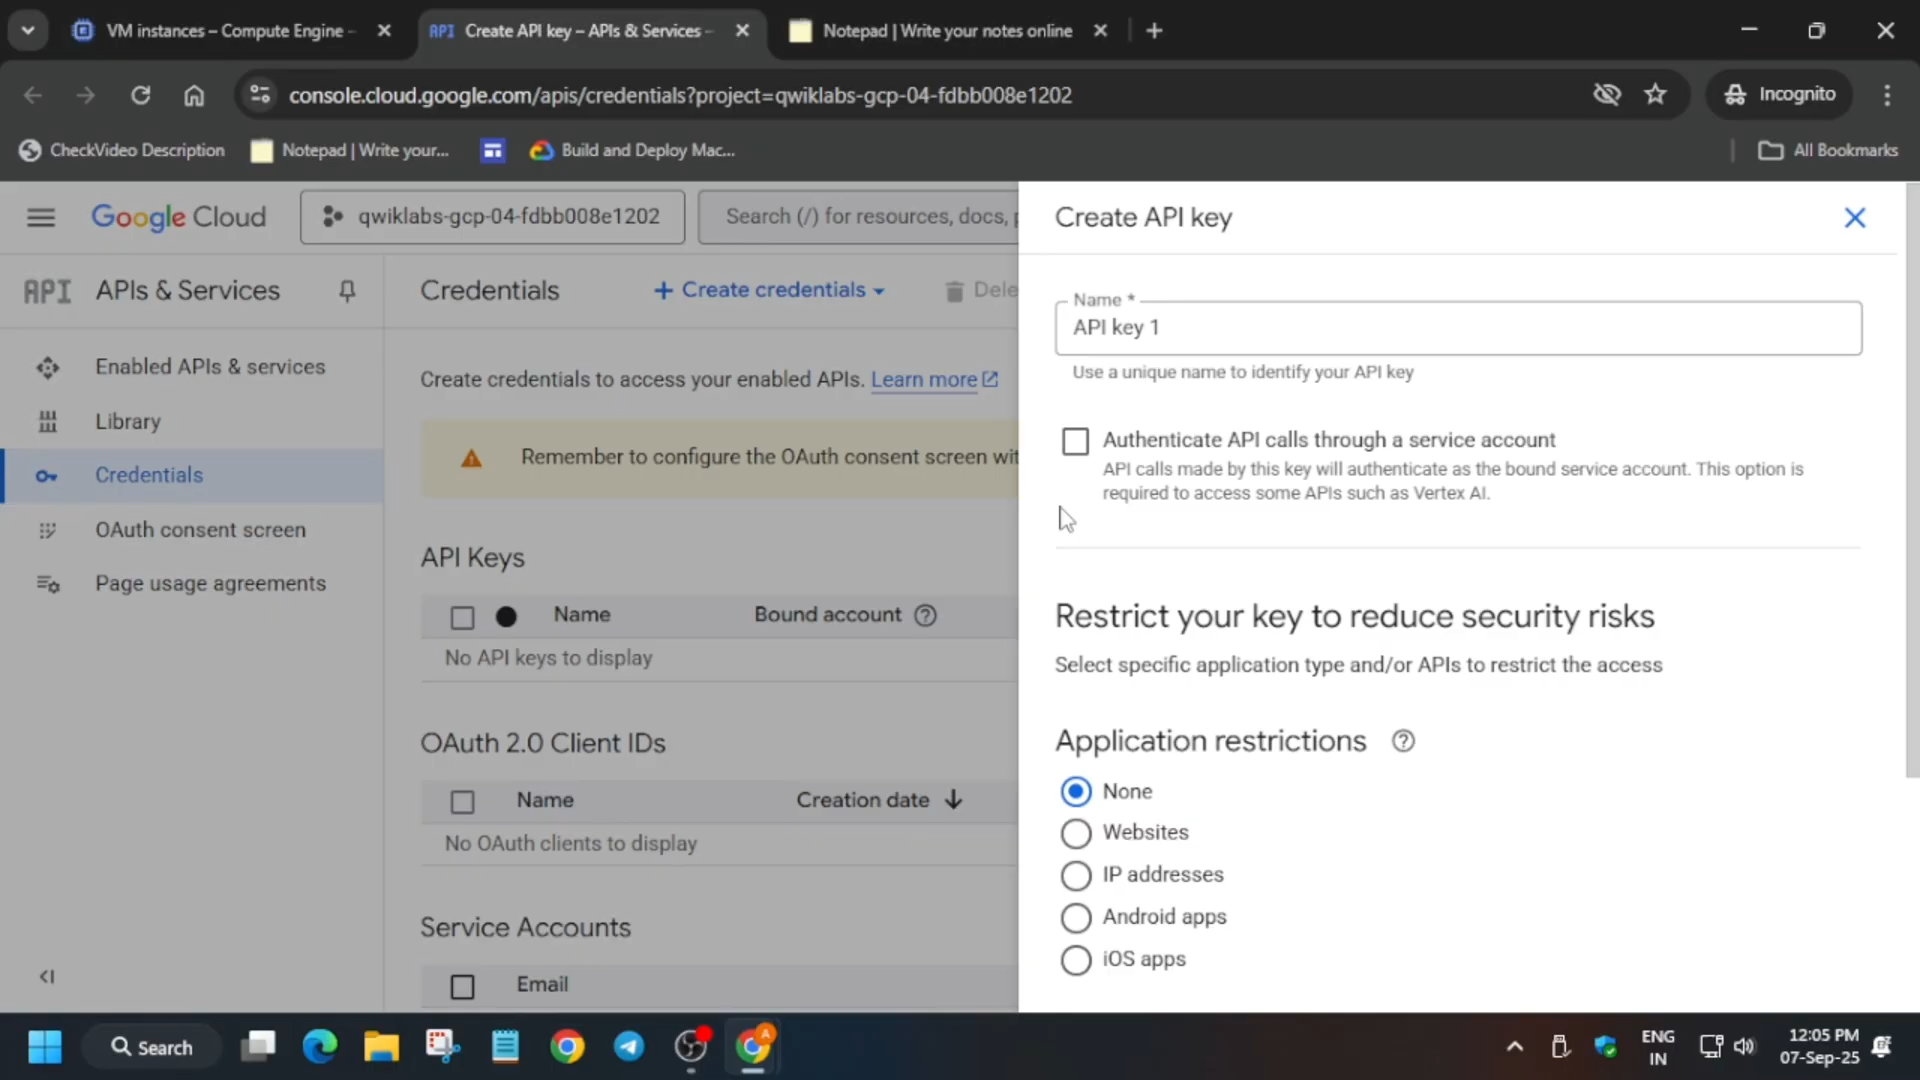 VM instances – Compute Engine –
API Create API key – APIs & Services –
Notepad | Write your notes online
console.cloud.google.com/apis/credentials?project=qwiklabs-gcp-04-fdbb008e1202
Incognito
CheckVideo Description
Notepad | Write your...
Build and Deploy Mac...
All Bookmarks
Google Cloud
qwiklabs-gcp-04-fdbb008e1202
Search (/) for resources, docs, p
Create API key
API APIs & Services
Credentials
+ Create credentials
Dele
Name *
API key 1
Use a unique name to identify your API key
Enabled APIs & services
Library
Credentials
OAuth consent screen
Page usage agreements
Create credentials to access your enabled APIs. Learn more
Remember to configure the OAuth consent screen wit
Authenticate API calls through a service account
API calls made by this key will authenticate as the bound service account. This option is
required to access some APIs such as Vertex AI.
API Keys
Name
Bound account
No API keys to display
Restrict your key to reduce security risks
Select specific application type and/or APIs to restrict the access
OAuth 2.0 Client IDs
Name
Creation date
No OAuth clients to display
Application restrictions
None
Websites
IP addresses
Android apps
iOS apps
Service Accounts
Email
Search
A
ENG
IN
12:05 PM
07-Sep-25